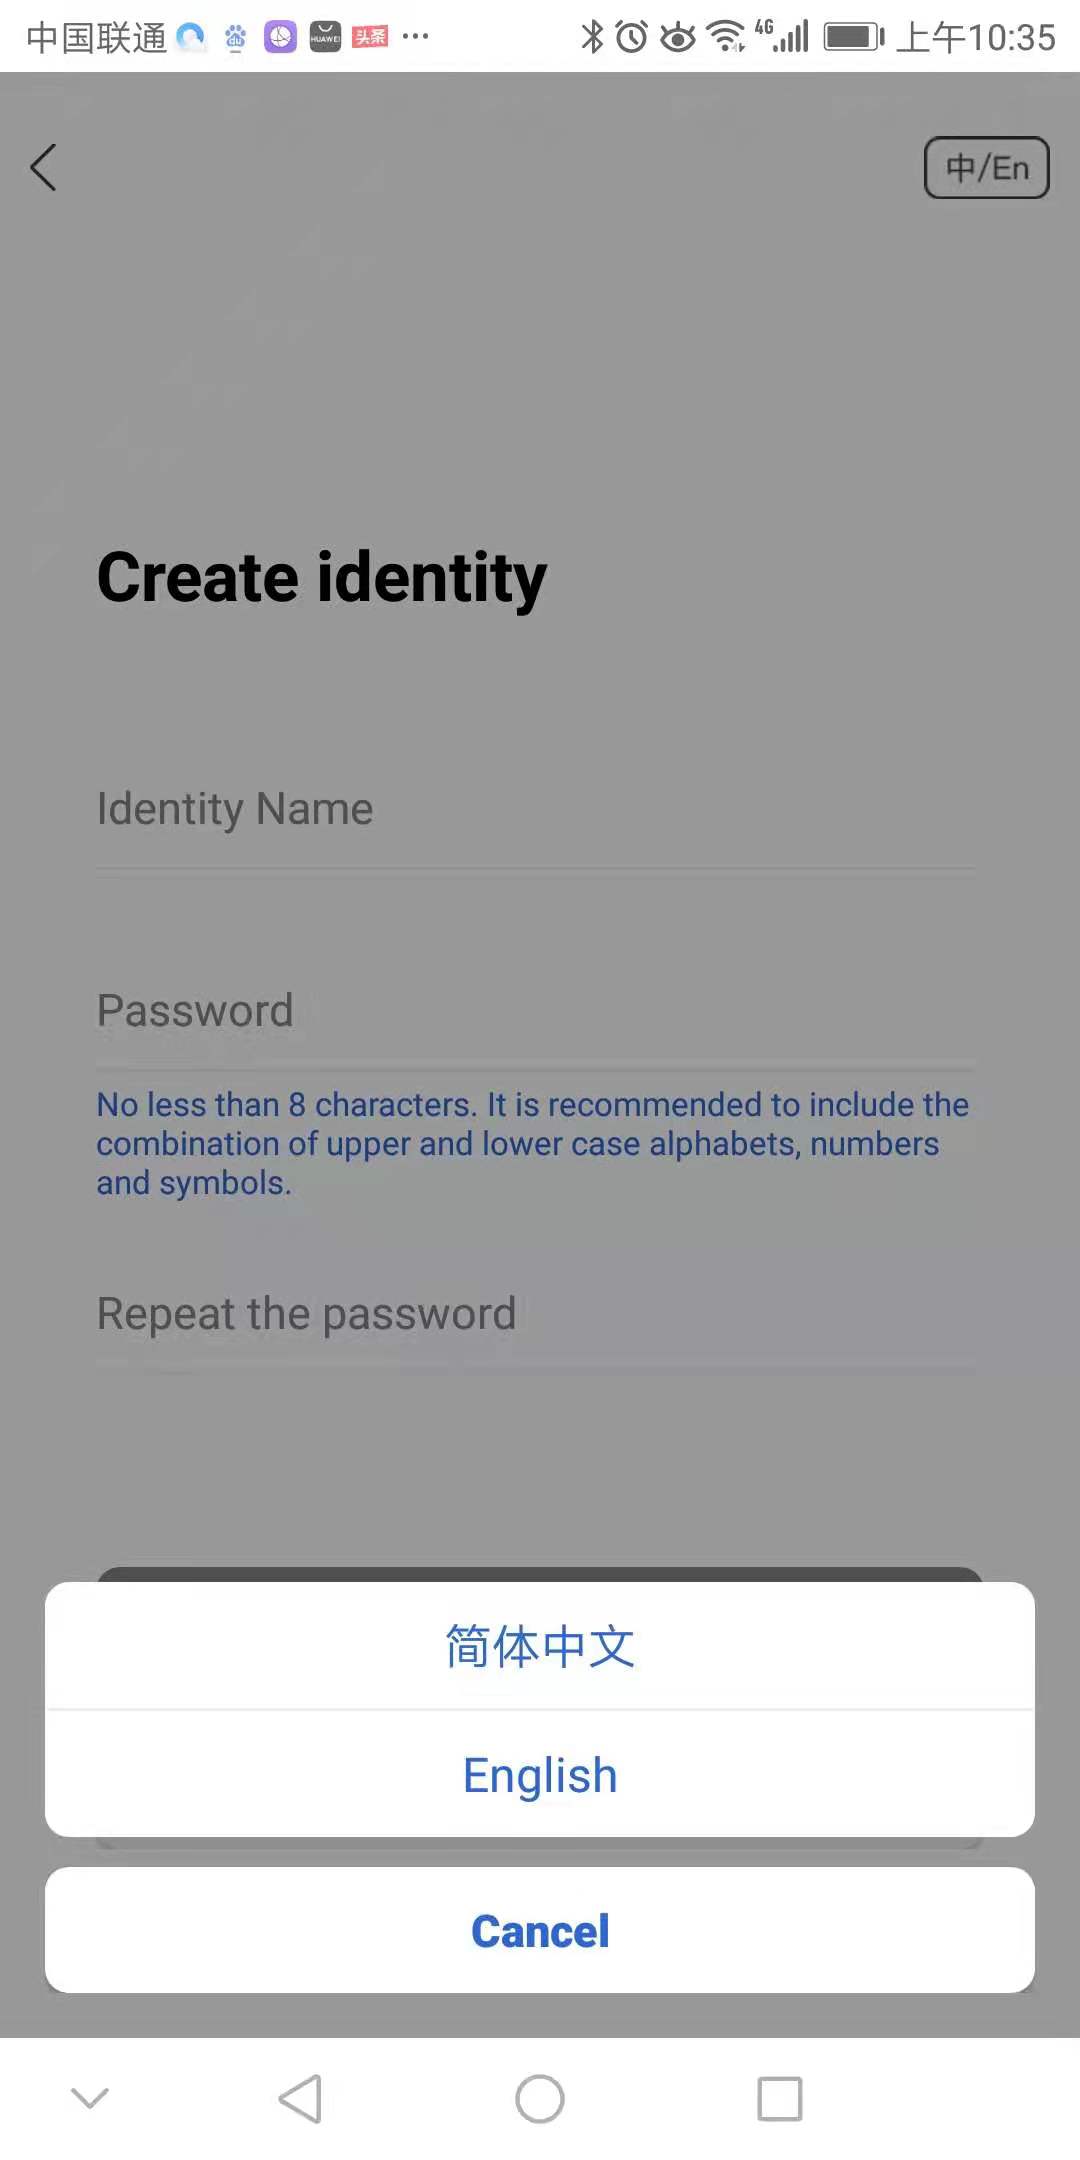 中国联通 du HUAWEI 头条 ··· 4G 上午10:35
中/En
Create identity
Identity Name
Password
No less than 8 characters. It is recommended to include the
combination of upper and lower case alphabets, numbers
and symbols.
Repeat the password
简体中文
English
Cancel